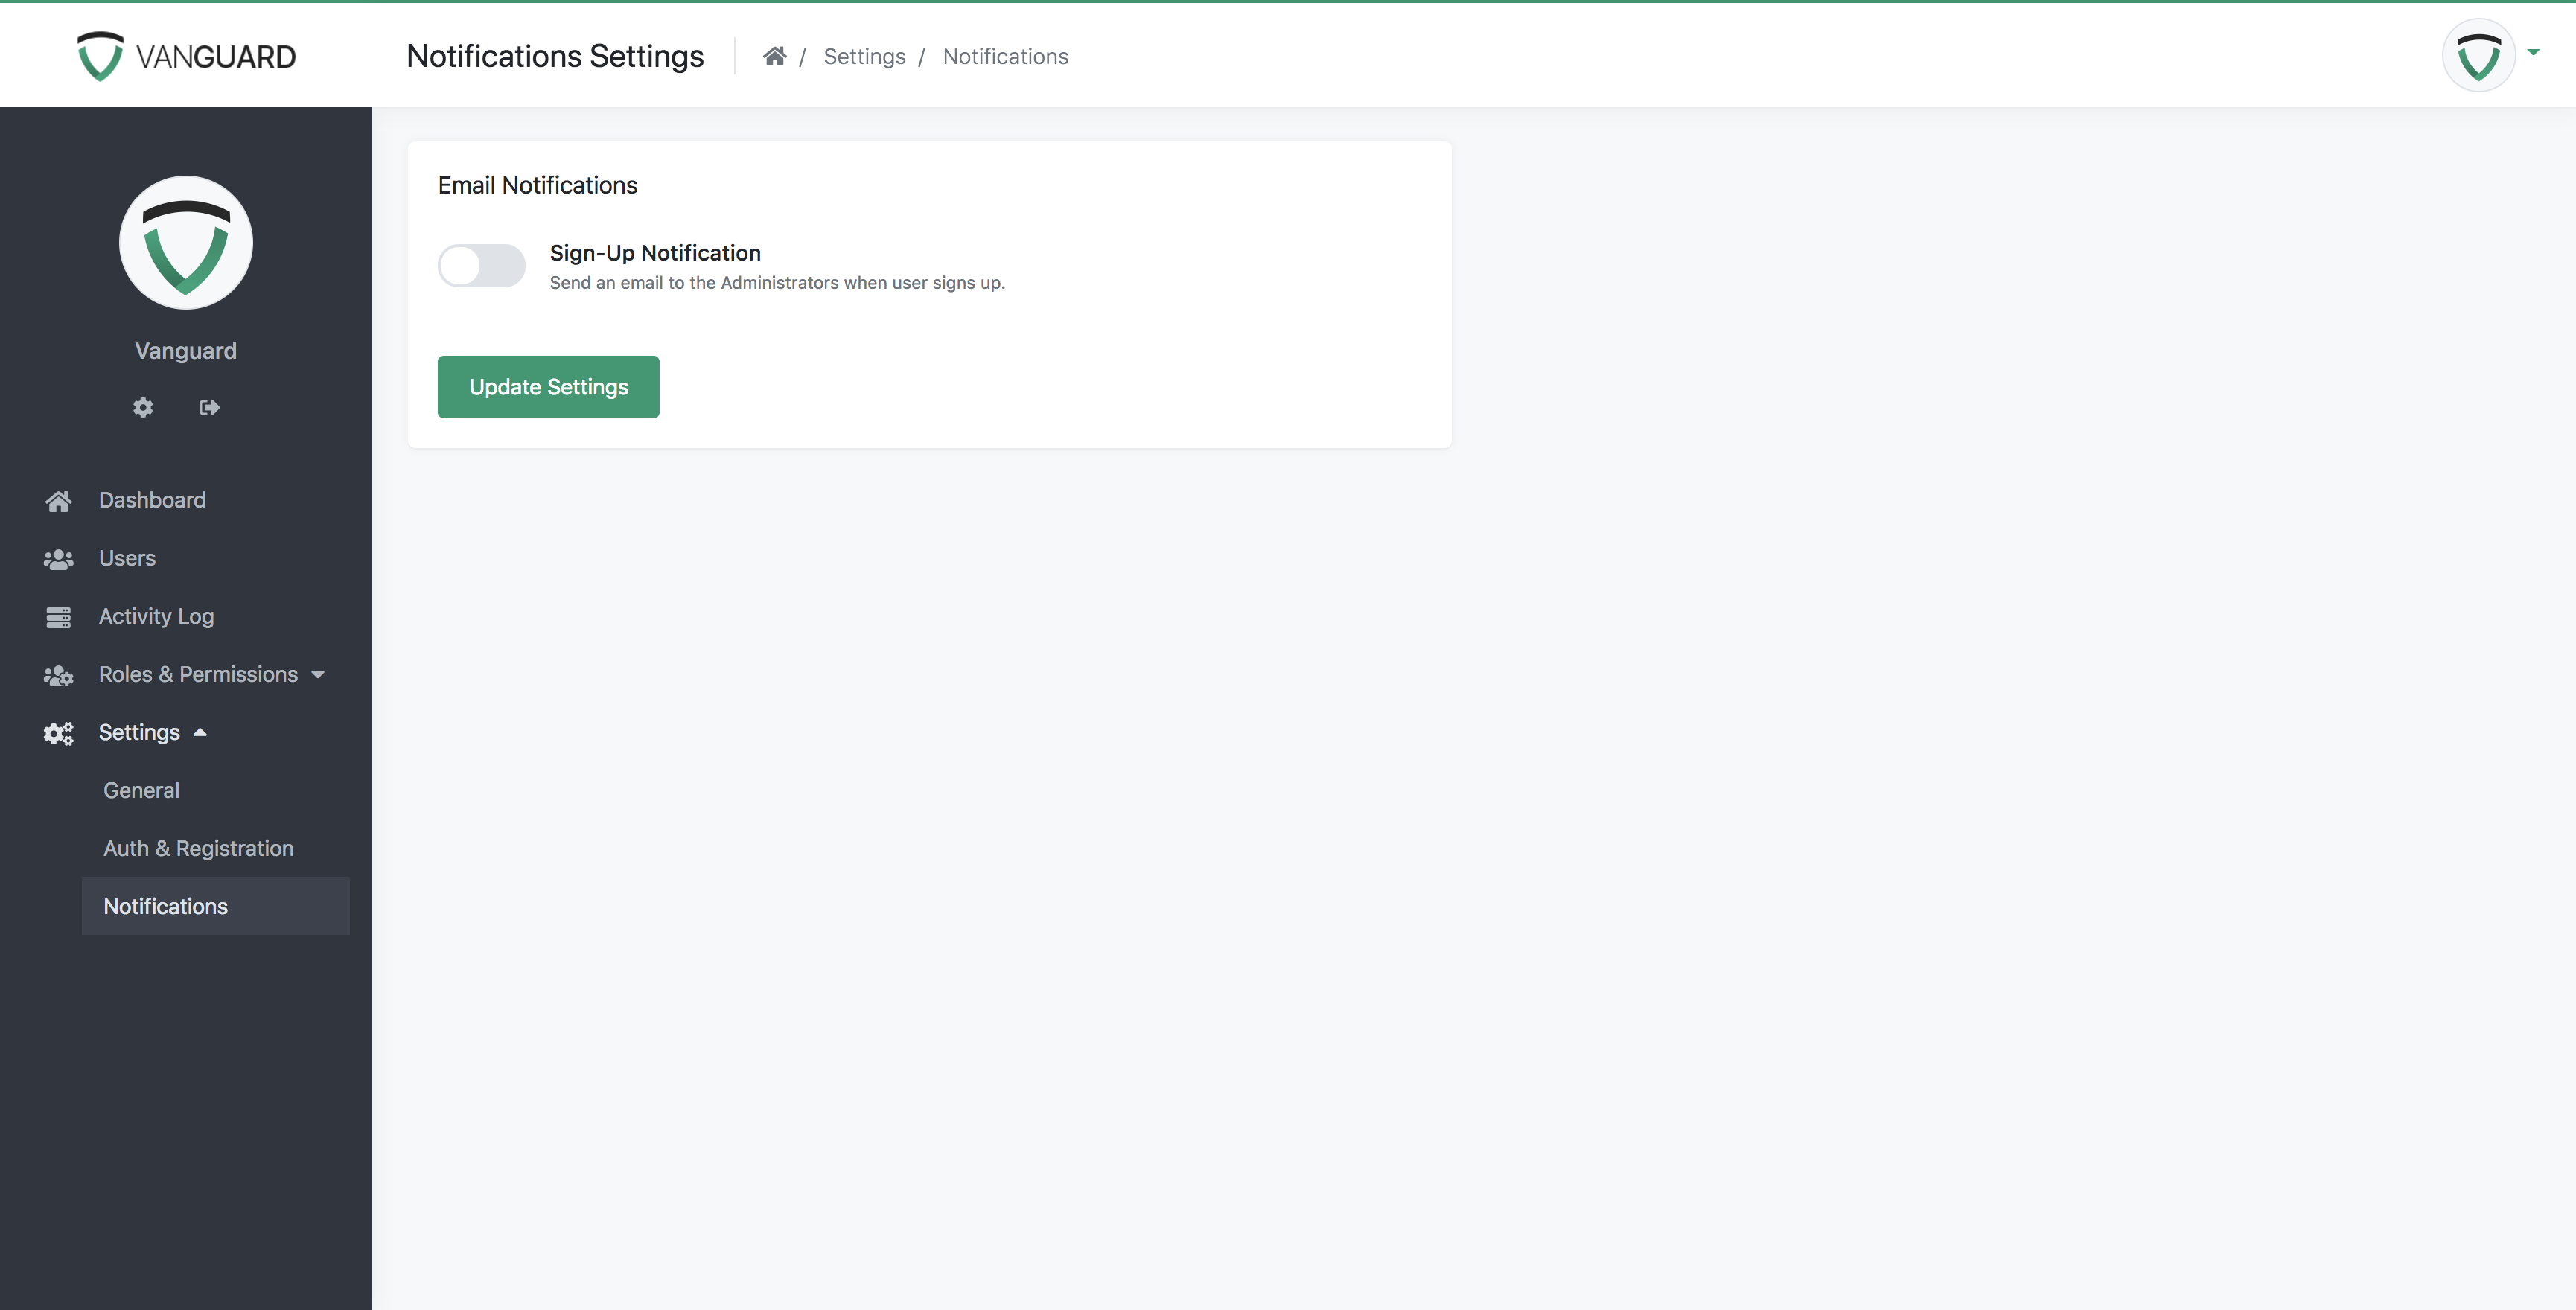 VANGUARD
Notifications Settings
/ Settings / Notifications
Vanguard
Dashboard
Users
Activity Log
Roles & Permissions
Settings
General
Auth & Registration
Notifications
Email Notifications
Sign-Up Notification
Send an email to the Administrators when user signs up.
Update Settings